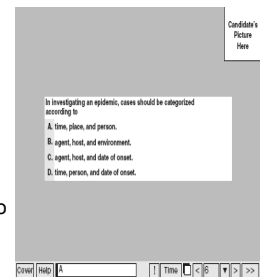 Candidate's
Picture
Here
In investigating an epidemic, cases should be categorized
according to
A. time, place, and person.
B. agent, host, and environment.
C. agent, host, and date of onset.
D. time, person, and date of onset.
Cover Help A ! Time < 6 ▼ > >>